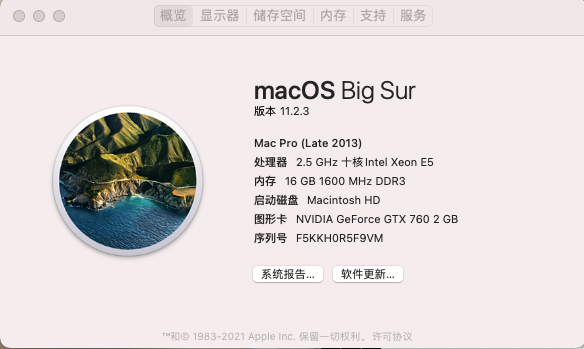 概览 显示器 储存空间 内存 支持 服务
macOS Big Sur
版本 11.2.3
Mac Pro (Late 2013)
处理器 2.5 GHz 十核Intel Xeon E5
内存 16 GB 1600 MHz DDR3
启动磁盘 Macintosh HD
图形卡 NVIDIA GeForce GTX 760 2 GB
序列号 F5KKH0R5F9VM
系统报告... 软件更新...
™和© 1983-2021 Apple Inc. 保留一切权利。许可协议